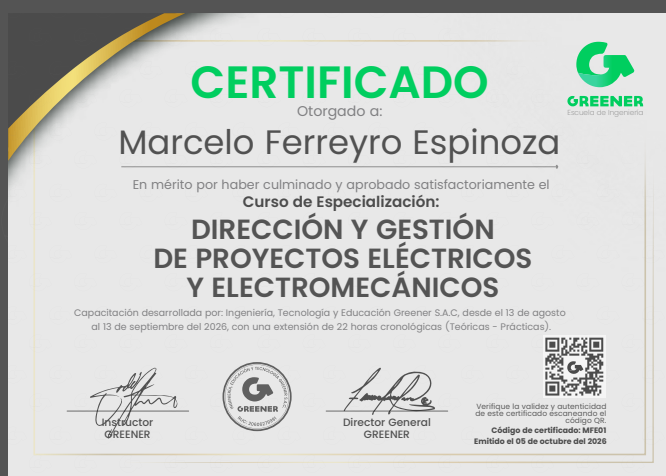 CERTIFICADO
Otorgado a:
Marcelo Ferreyro Espinoza
GREENER
Escuela de Ingeniería
En mérito por haber culminado y aprobado satisfactoriamente el
Curso de Especialización:
DIRECCIÓN Y GESTIÓN
DE PROYECTOS ELÉCTRICOS
Y ELECTROMECÁNICOS
Capacitación desarrollada por: Ingeniería, Tecnología y Educación Greener S.A.C, desde el 13 de agosto
al 13 de septiembre del 2026, con una extensión de 22 horas cronológicas (Teóricas - Prácticas).
Instructor
GREENER
GREENER
Director General
GREENER
Verifique la validez y autenticidad
de este certificado escaneando el
código QR.
Código de certificado: MFE01
Emitido el 05 de octubre del 2026